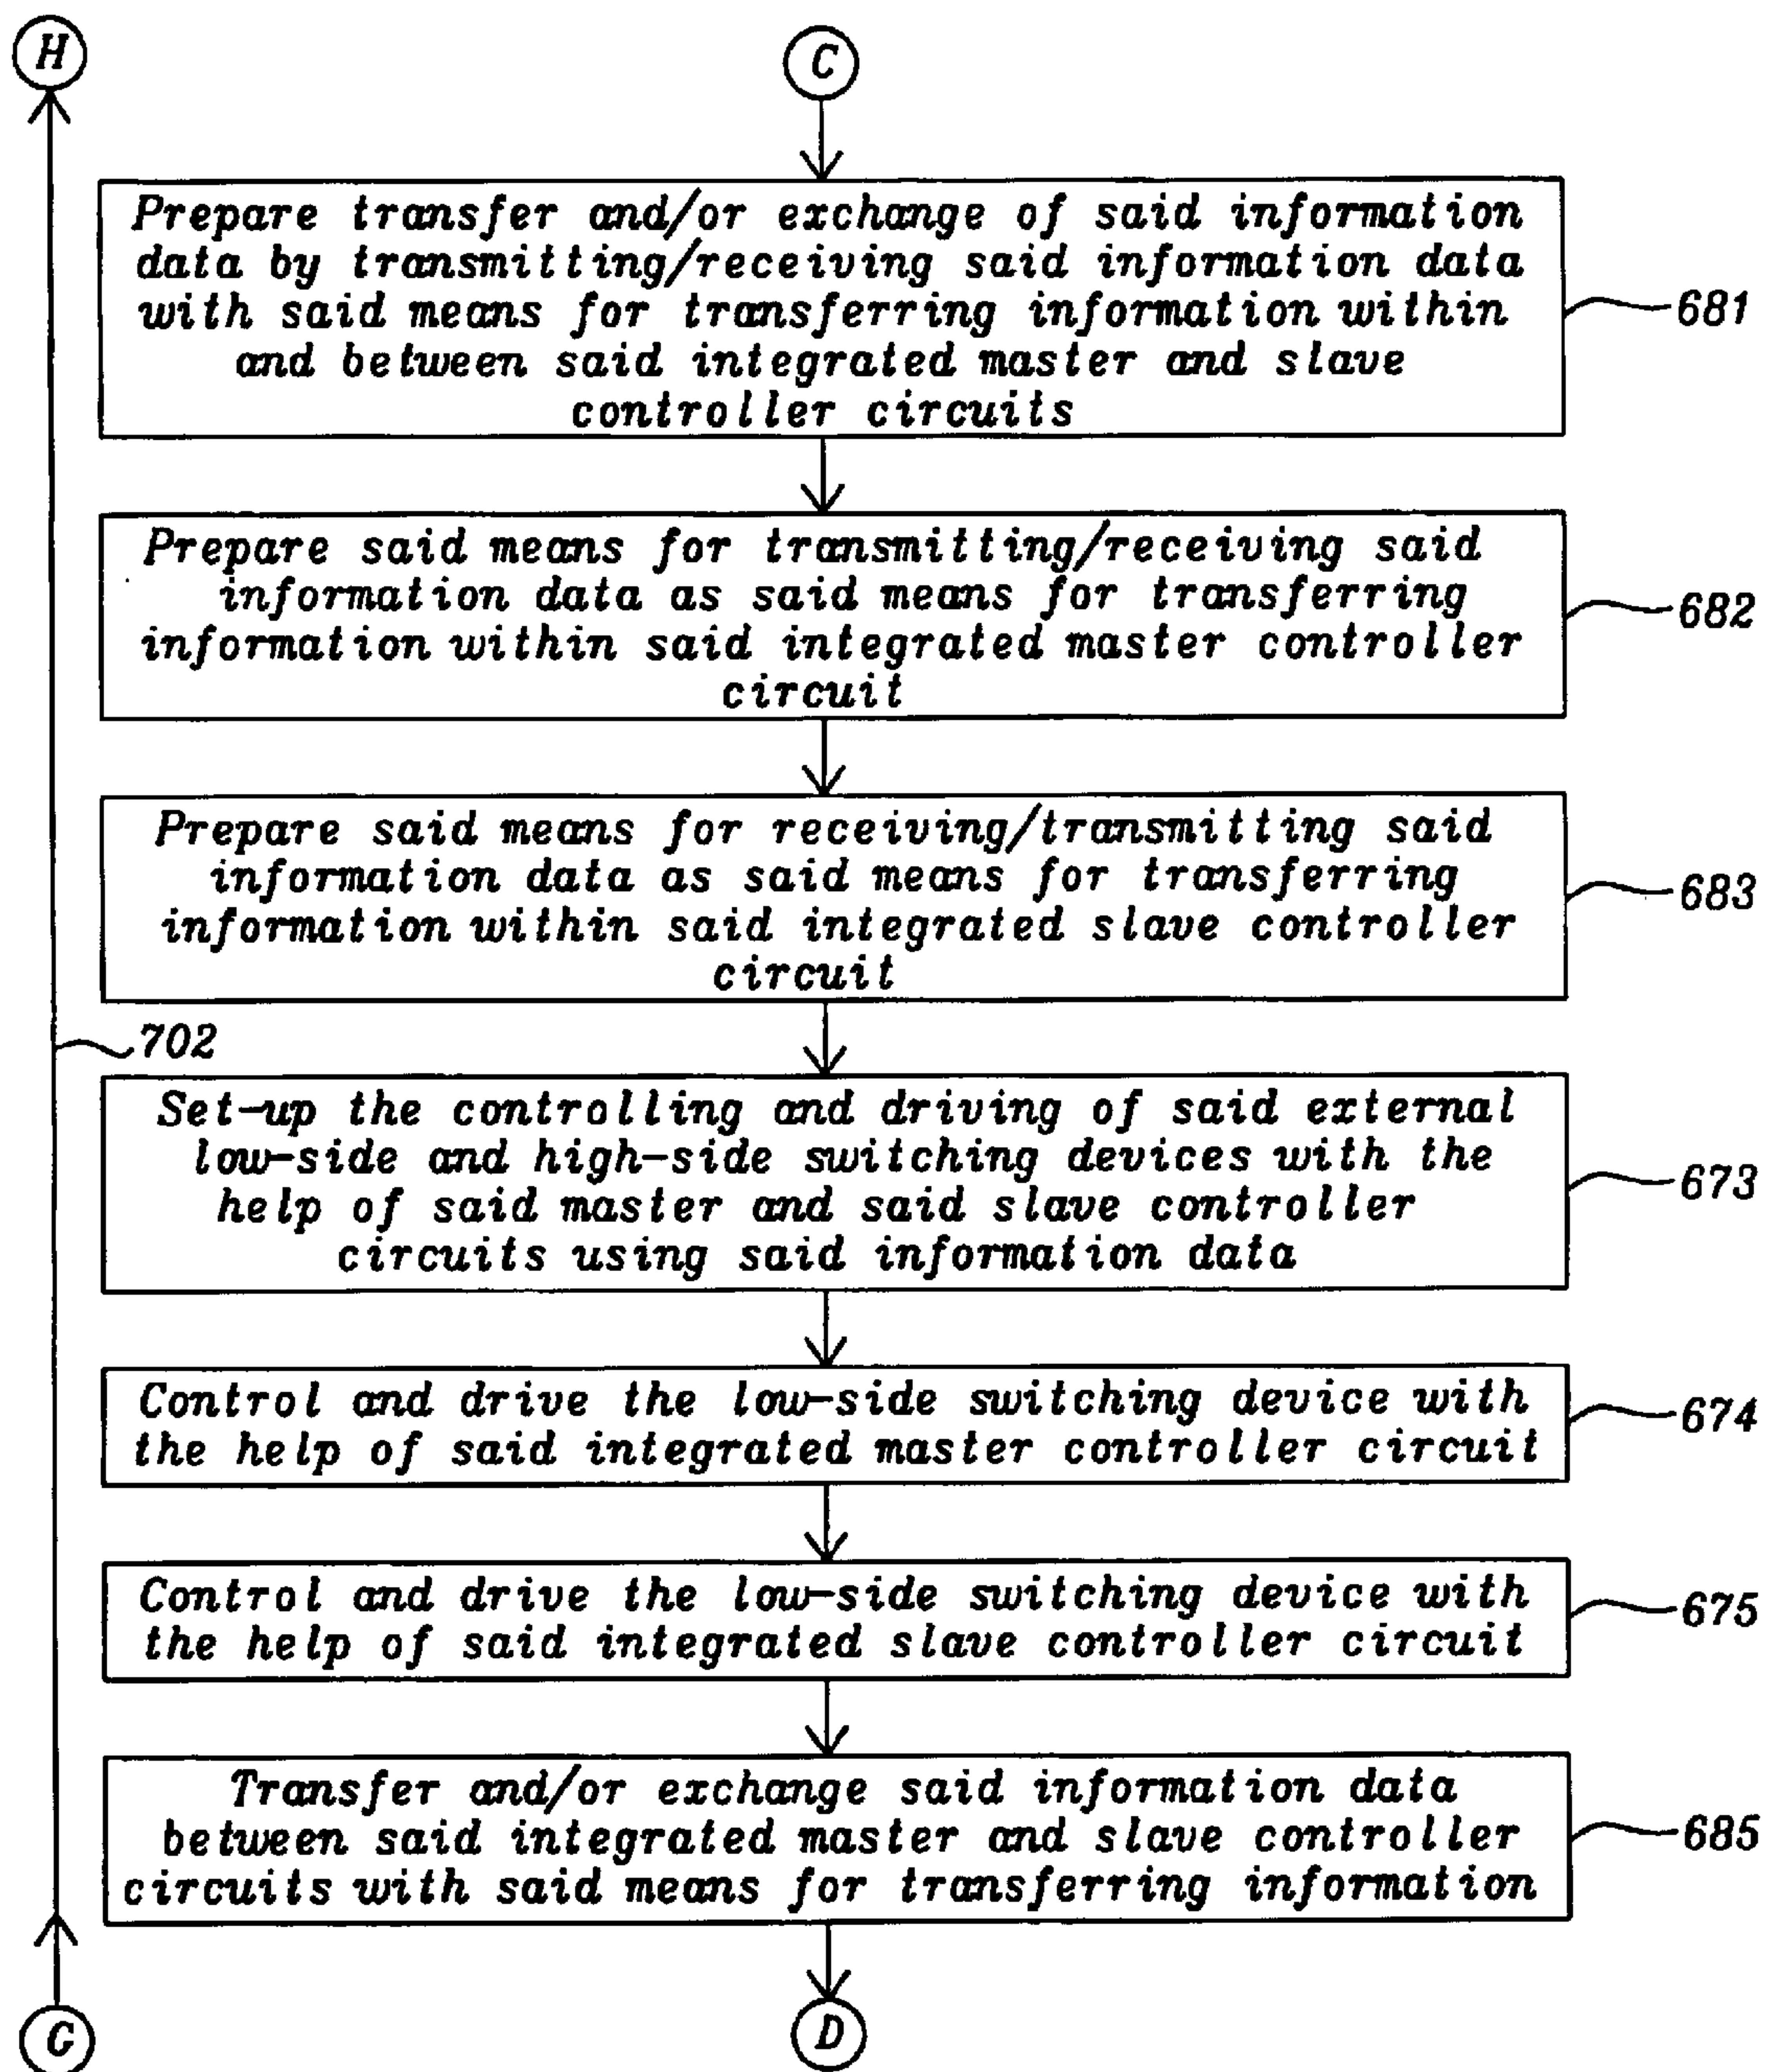 H
C
Prepare transfer and/or exchange of said information
data by transmitting/receiving said information data
with said means for transferring information within
and between said integrated master and slave
controller circuits
681
Prepare said means for transmitting/receiving said
information data as said means for transferring
information within said integrated master controller
circuit
682
Prepare said means for receiving/transmitting said
information data as said means for transferring
information within said integrated slave controller
circuit
683
702
Set-up the controlling and driving of said external
low-side and high-side switching devices with the
help of said master and said slave controller
circuits using said information data
673
Control and drive the low-side switching device with
the help of said integrated master controller circuit
674
Control and drive the low-side switching device with
the help of said integrated slave controller circuit
675
Transfer and/or exchange said information data
between said integrated master and slave controller
circuits with said means for transferring information
685
G
D